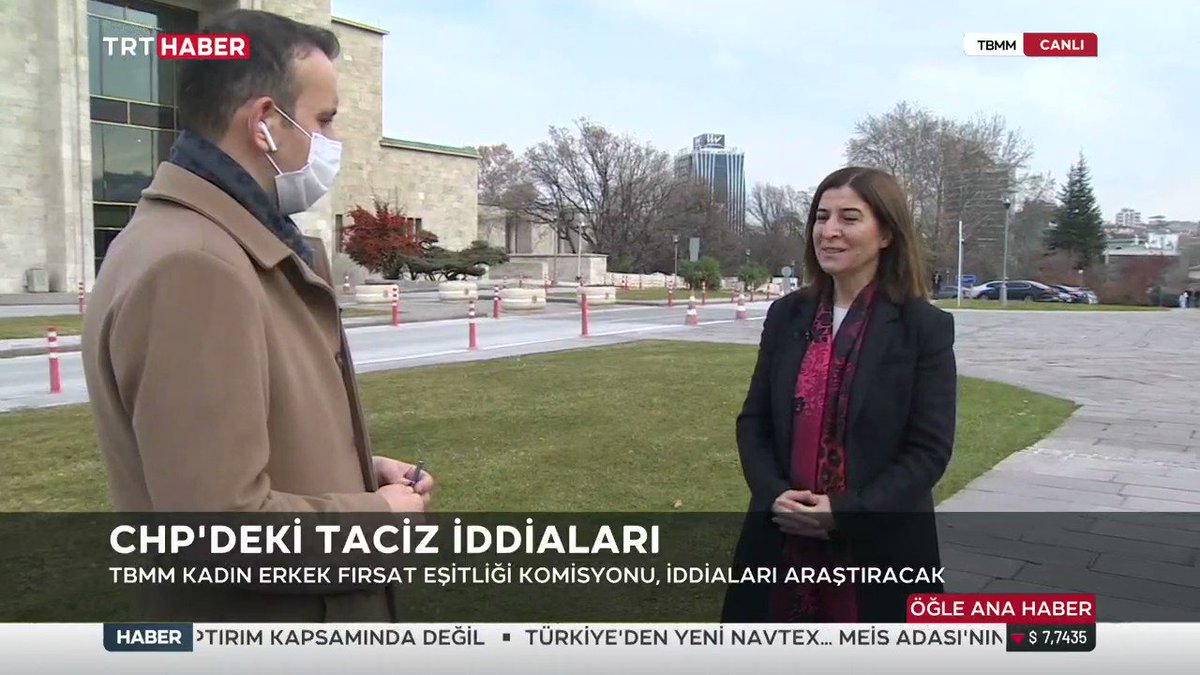 TRT HABER
TBMM CANLI
CHP'DEKİ TACİZ İDDİALARI
TBMM KADIN ERKEK FIRSAT EŞİTLİĞİ KOMİSYONU, İDDİALARI ARAŞTIRACAK
ÖĞLE ANA HABER
HABER PTIRIM KAPSAMINDA DEĞİL ▪ TÜRKİYE'DEN YENİ NAVTEX... MEİS ADASI'NIN $ 7,7435